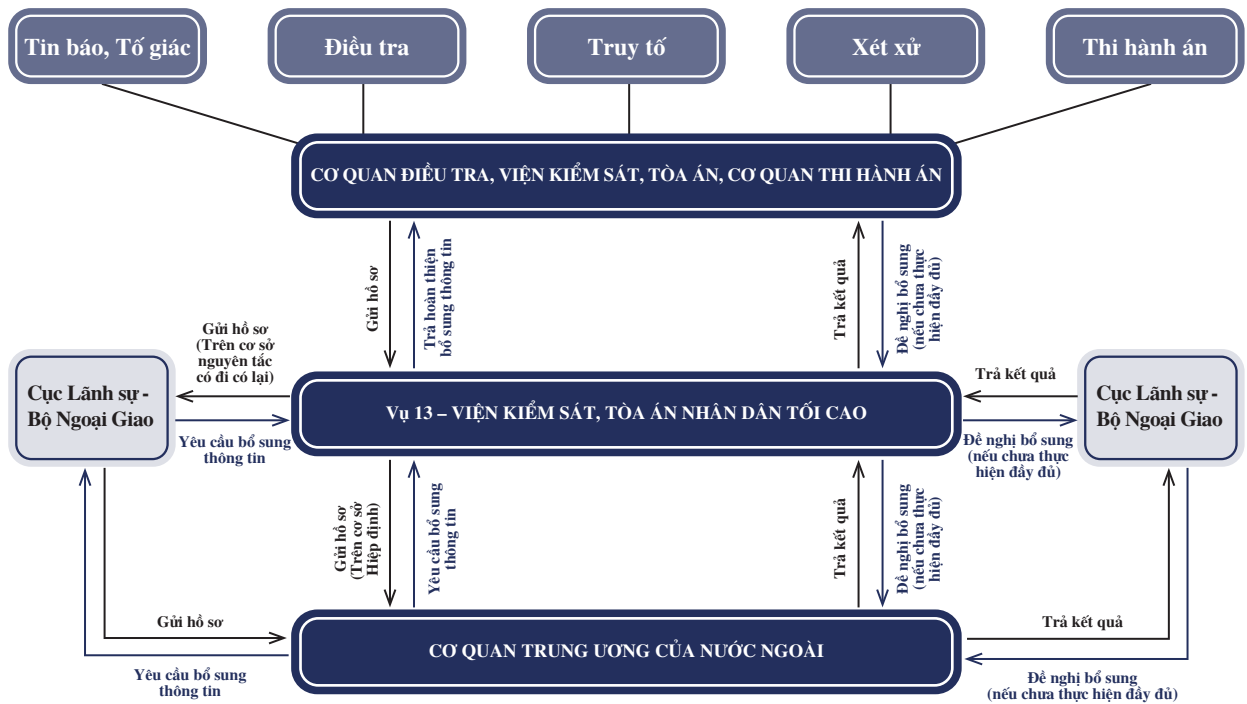 Tin báo, Tố giác
Điều tra
Truy tố
Xét xử
Thi hành án
CƠ QUAN ĐIỀU TRA, VIỆN KIỂM SÁT, TÒA ÁN, CƠ QUAN THI HÀNH ÁN
Gửi hồ sơ
Trả hoàn thiện
bổ sung thông tin
Trả kết quả
Đề nghị bổ sung
(nếu chưa thực
hiện đầy đủ)
Gửi hồ sơ
(Trên cơ sở
nguyên tắc
có đi có lại)
Cục Lãnh sự -
Bộ Ngoại Giao
Yêu cầu bổ sung
thông tin
Vụ 13 – VIỆN KIỂM SÁT, TÒA ÁN NHÂN DÂN TỐI CAO
Trả kết quả
Đề nghị bổ sung
(nếu chưa thực
hiện đầy đủ)
Cục Lãnh sự -
Bộ Ngoại Giao
Gửi hồ sơ
(Trên cơ sở
Hiệp định)
Yêu cầu bổ sung
thông tin
Trả kết quả
Đề nghị bổ sung
(nếu chưa thực
hiện đầy đủ)
Gửi hồ sơ
Yêu cầu bổ sung
thông tin
CƠ QUAN TRUNG ƯƠNG CỦA NƯỚC NGOÀI
Trả kết quả
Đề nghị bổ sung
(nếu chưa thực hiện đầy đủ)